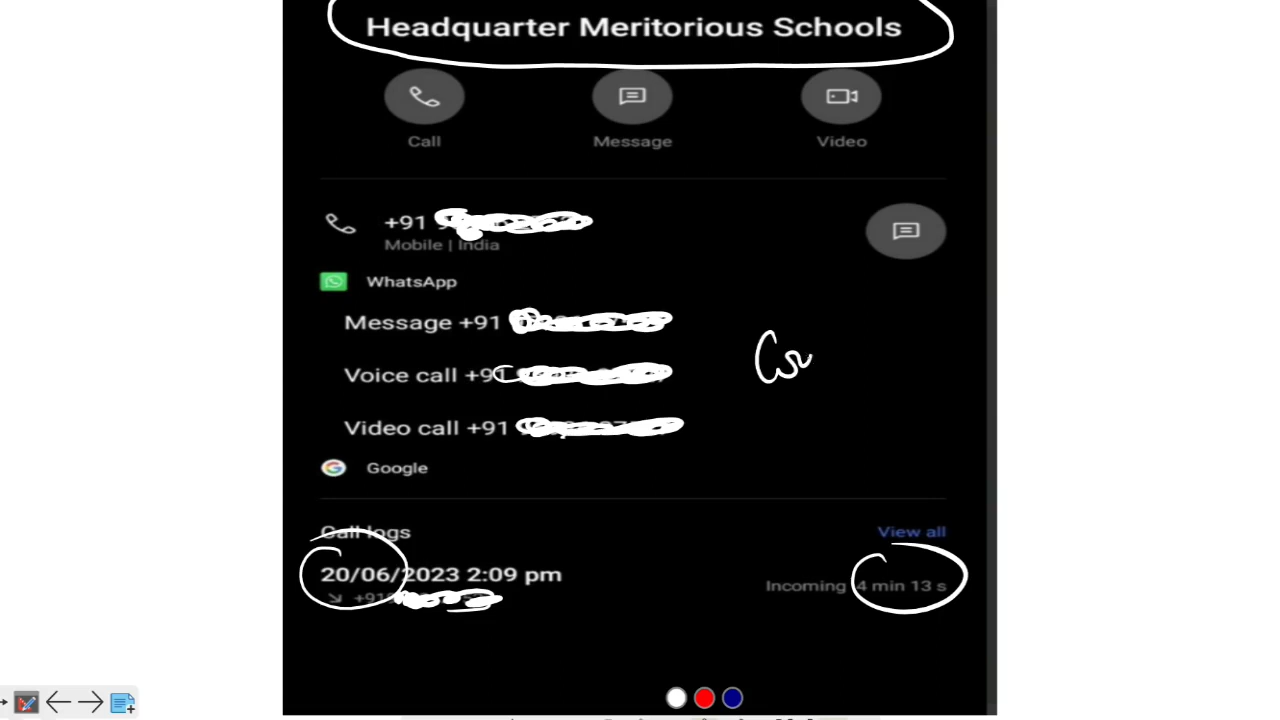 Headquarter Meritorious Schools
Call Message Video
+91
Mobile | India
WhatsApp
Message +91
Voice call +91
Video call +91
Google
Call logs View all
20/06/2023 2:09 pm
Incoming 4 min 13 s
+91